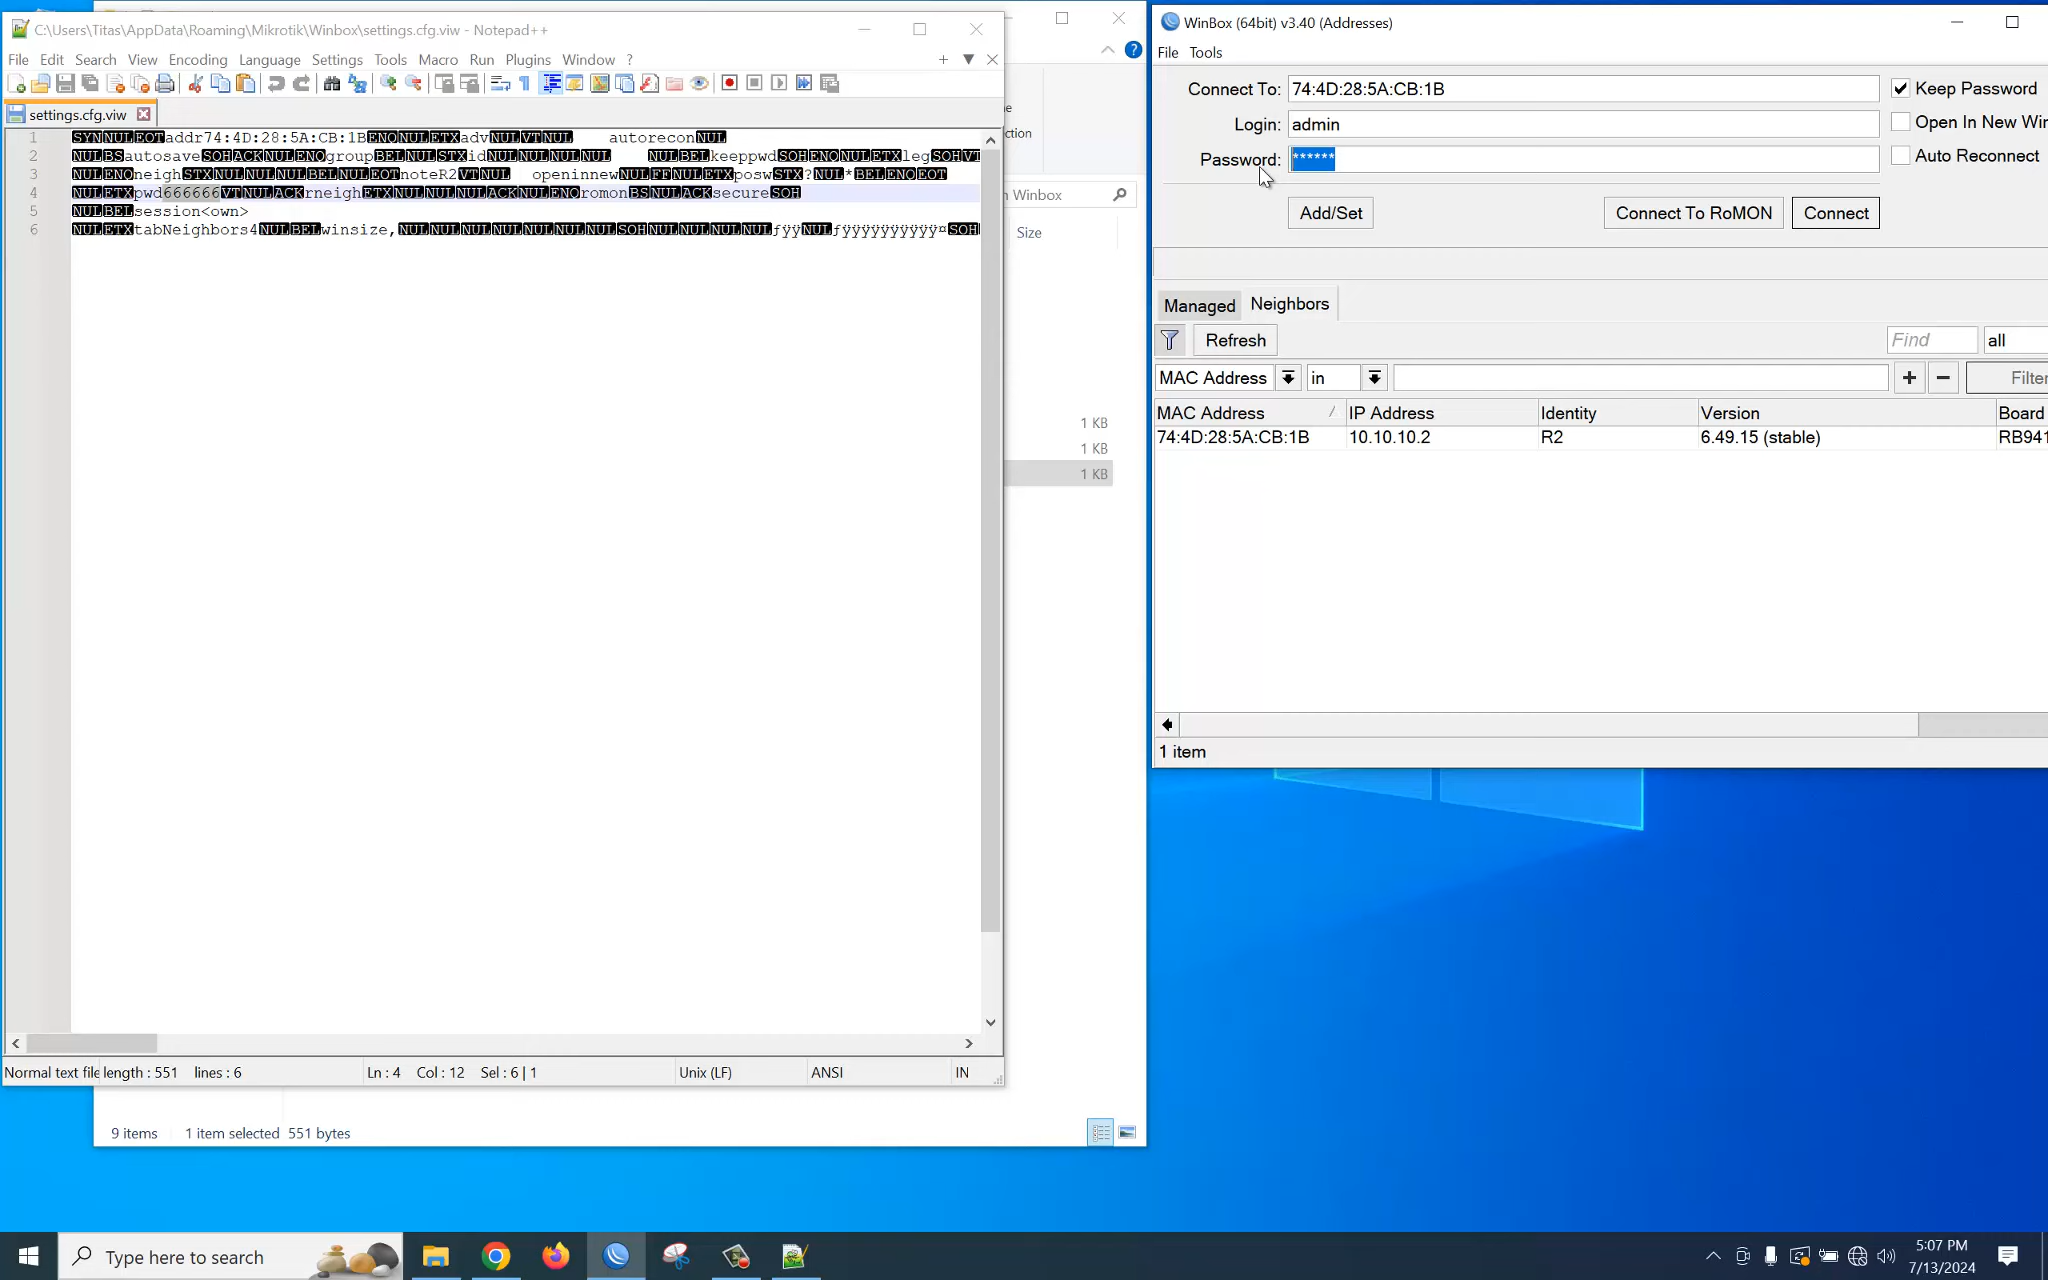 C:\Users\Titas\AppData\Roaming\Mikrotik\Winbox\settings.cfg.viw - Notepad++
File Edit Search View Encoding Language Settings Tools Macro Run Plugins Window ?
settings.cfg.viw
1 SYNNULEOTaddr74:4D:28:5A:CB:1BENQNULETXadvNULVTNUL autoreconNUL
2 NULBSautosaveSOHACKNULENQgroupBELNULSTXidNULNULNULNUL NULBELkeeppwdSOHENQNULETXlegSOHVT
3 NULENQneighSTXNULNULNULBELNULEOTnoteR2VTNUL openinnewNULFFNULETXposwSTX?NUL*BELENQEOT
4 NULETXpwd666666VTNULACKrneighETXNULNULNULACKNULENQromonBSNULACKsecureSOH
5 NULBELsession<own>
6 NULETXtabNeighbors4NULBELwinsize,NULNULNULNULNULNULNULSOHNULNULNULNULƒÿÿNULƒÿÿÿÿÿÿÿÿÿÿ¤SOH
Normal text file length : 551 lines : 6 Ln : 4 Col : 12 Sel : 6 | 1 Unix (LF) ANSI IN
ction
Winbox
Size
1 KB
1 KB
1 KB
9 items 1 item selected 551 bytes
WinBox (64bit) v3.40 (Addresses)
File Tools
Connect To: 74:4D:28:5A:CB:1B Keep Password
Login: admin Open In New Win
Password: ****** Auto Reconnect
Add/Set Connect To RoMON Connect
Managed Neighbors
Refresh Find all
MAC Address in + − Filter
MAC Address IP Address Identity Version Board
74:4D:28:5A:CB:1B 10.10.10.2 R2 6.49.15 (stable) RB941
1 item
Type here to search
5:07 PM
7/13/2024